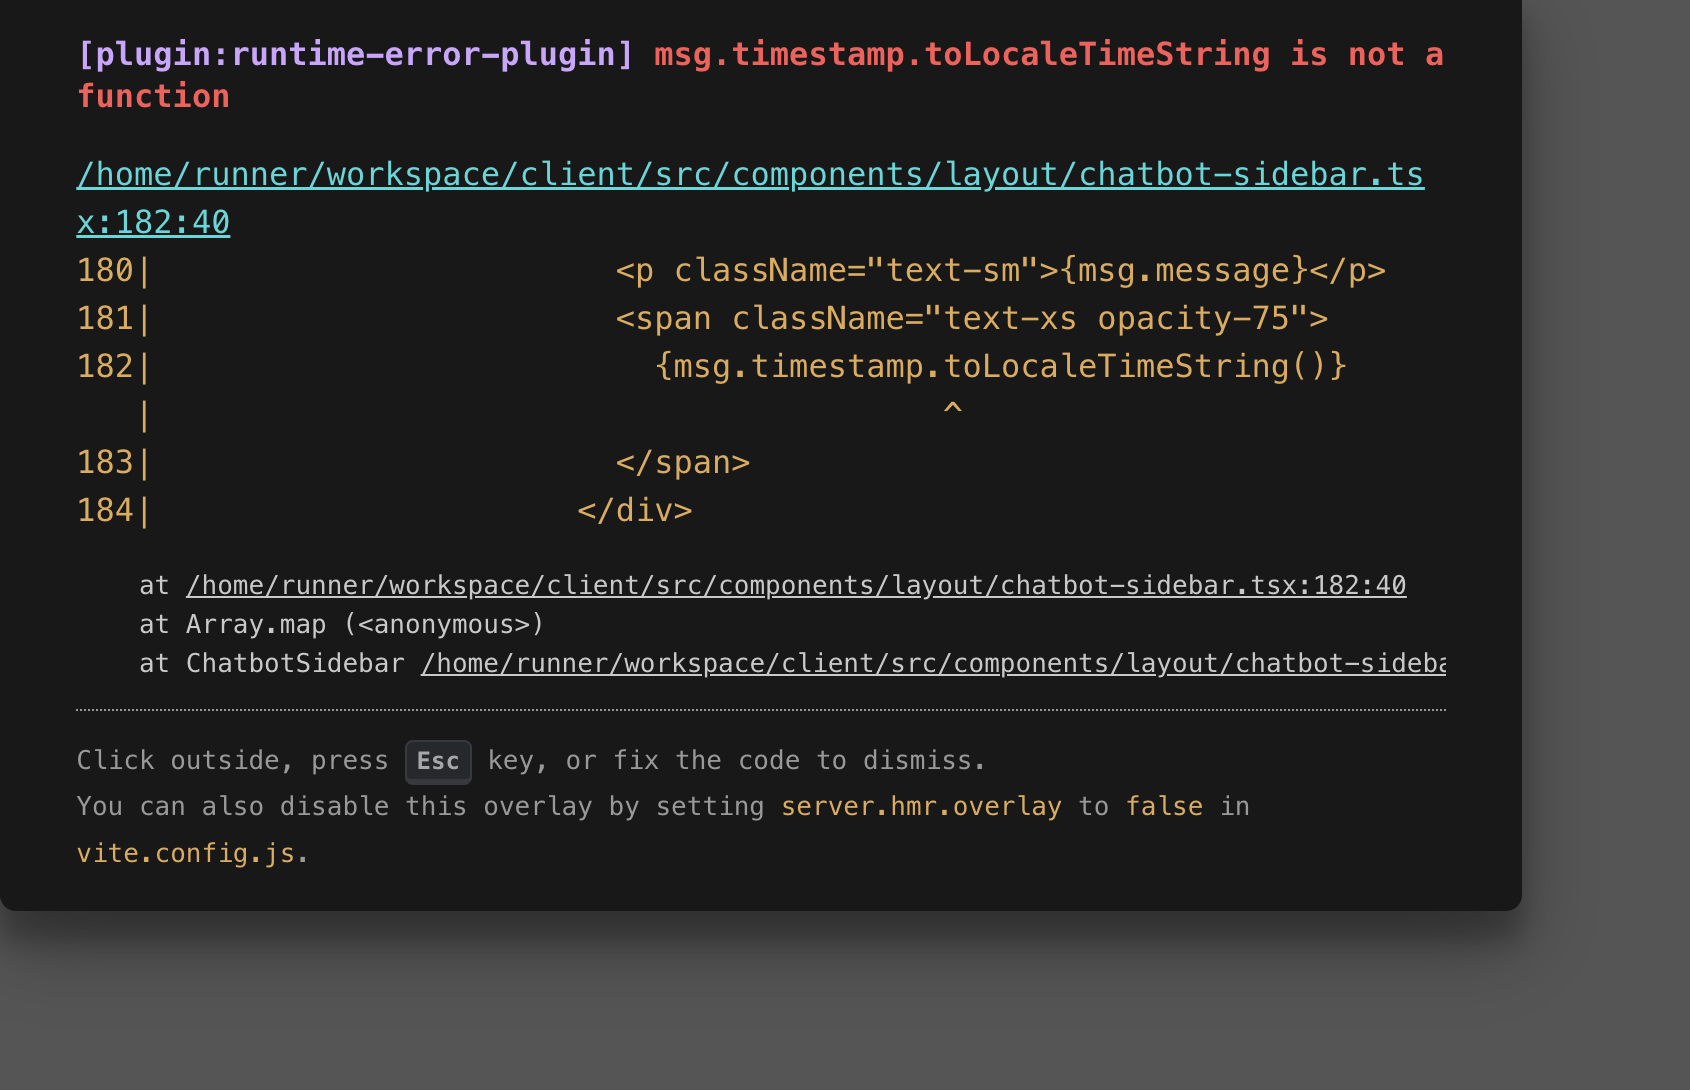 [plugin:runtime-error-plugin] msg.timestamp.toLocaleTimeString is not a
function
/home/runner/workspace/client/src/components/layout/chatbot-sidebar.ts
x:182:40
180|                        <p className="text-sm">{msg.message}</p>
181|                        <span className="text-xs opacity-75">
182|                          {msg.timestamp.toLocaleTimeString()}
   |                                         ^
183|                        </span>
184|                      </div>
    at /home/runner/workspace/client/src/components/layout/chatbot-sidebar.tsx:182:40
    at Array.map (<anonymous>)
    at ChatbotSidebar /home/runner/workspace/client/src/components/layout/chatbot-sideba
Click outside, press Esc key, or fix the code to dismiss.
You can also disable this overlay by setting server.hmr.overlay to false in
vite.config.js.